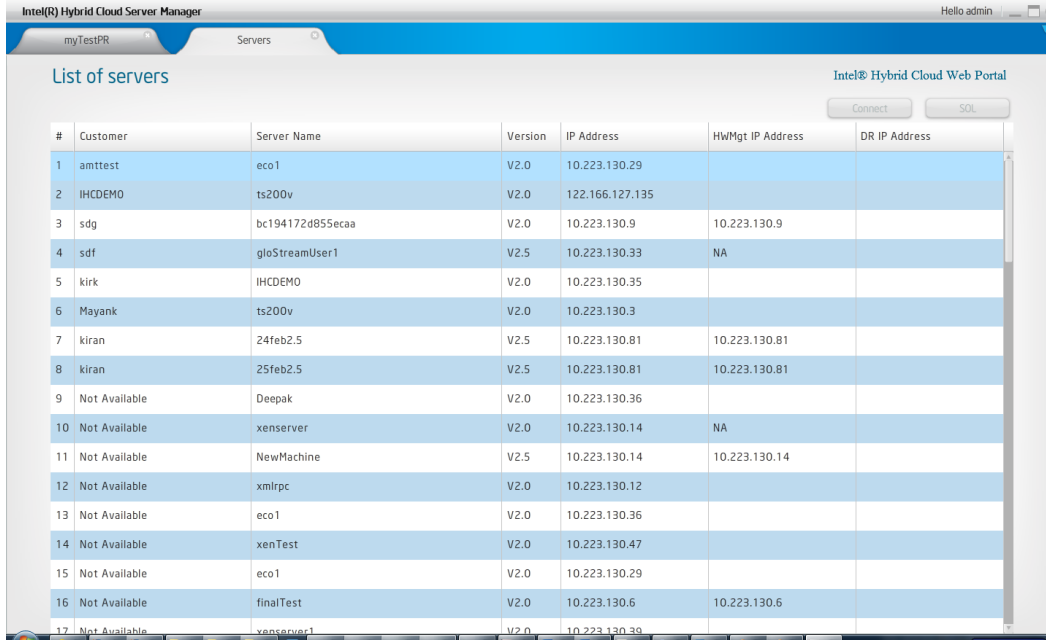 Intel(R) Hybrid Cloud Server Manager Hello admin
myTestPR Servers
List of servers Intel® Hybrid Cloud Web Portal
Connect SOL
# Customer Server Name Version IP Address HWMgt IP Address DR IP Address
1 amttest eco1 V2.0 10.223.130.29
2 IHCDEMO ts200v V2.0 122.166.127.135
3 sdg bc194172d855ecaa V2.0 10.223.130.9 10.223.130.9
4 sdf gloStreamUser1 V2.5 10.223.130.33 NA
5 kirk IHCDEMO V2.0 10.223.130.35
6 Mayank ts200v V2.0 10.223.130.3
7 kiran 24feb2.5 V2.5 10.223.130.81 10.223.130.81
8 kiran 25feb2.5 V2.5 10.223.130.81 10.223.130.81
9 Not Available Deepak V2.0 10.223.130.36
10 Not Available xenserver V2.0 10.223.130.14 NA
11 Not Available NewMachine V2.5 10.223.130.14 10.223.130.14
12 Not Available xmlrpc V2.0 10.223.130.12
13 Not Available eco1 V2.0 10.223.130.36
14 Not Available xenTest V2.0 10.223.130.47
15 Not Available eco1 V2.0 10.223.130.29
16 Not Available finalTest V2.0 10.223.130.6 10.223.130.6
17 Not Available xenserver1 V2.0 10.223.130.39